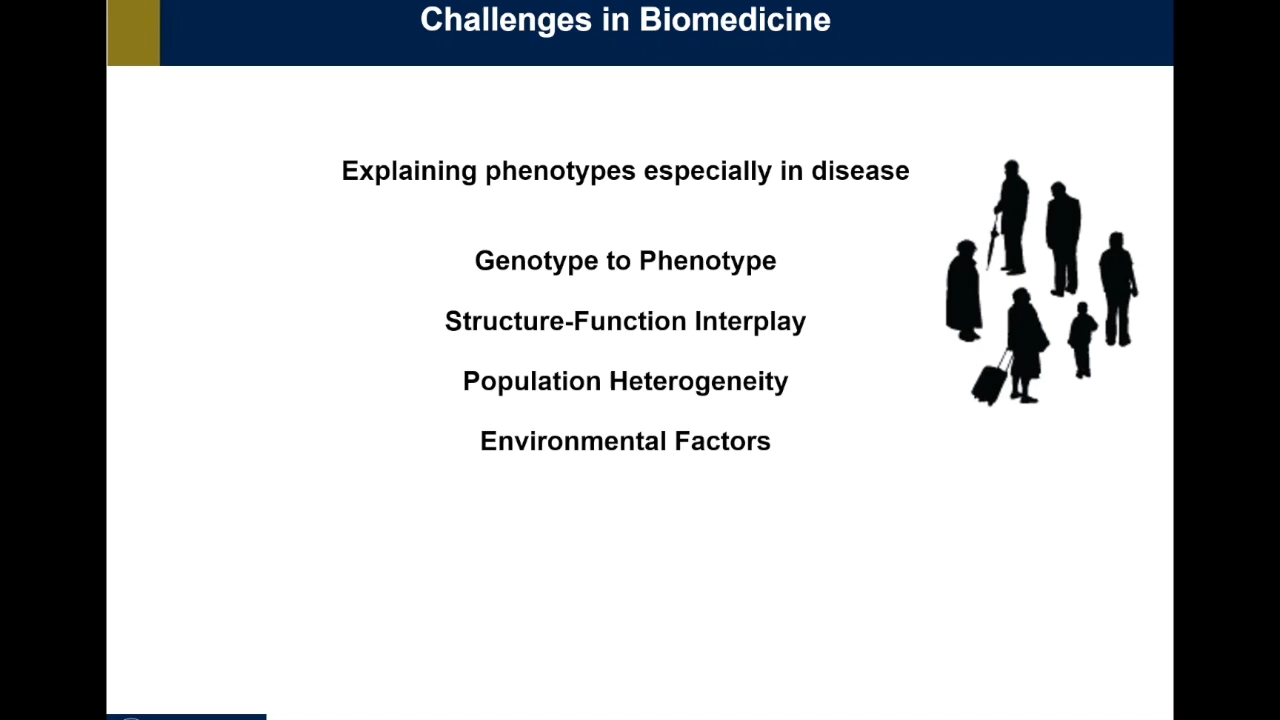 Challenges in Biomedicine
Explaining phenotypes especially in disease
Genotype to Phenotype
Structure-Function Interplay
Population Heterogeneity
Environmental Factors